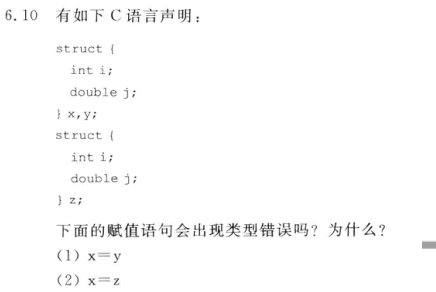 6.10 有如下 C 语言声明：
struct {
int i;
double j;
} x,y;
struct {
int i;
double j;
} z;
下面的赋值语句会出现类型错误吗？为什么？
（1）x＝y
（2）x＝z